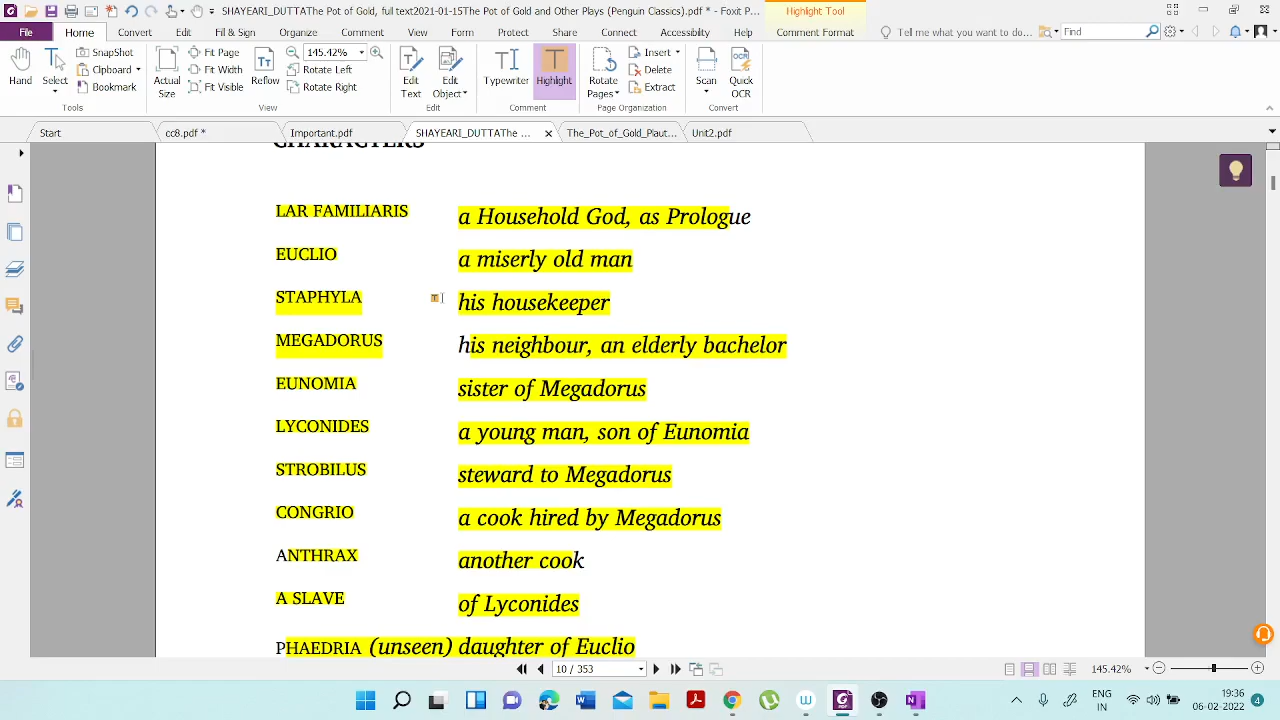 SHAYEARI_DUTTAThe Pot of Gold, full text2021-01-15The Pot of Gold and Other Plays (Penguin Classics).pdf - Foxit E...
Highlight Tool
File Home Convert Edit Fill & Sign Organize Comment View Form Protect Share Connect Accessibility Help Comment Format Tell me what you want to do... Find
Hand
Select
SnapShot
Clipboard
Bookmark
Tools
Actual Size
Fit Page
Fit Width
Fit Visible
Reflow
145.42%
Rotate Left
Rotate Right
View
Edit Text
Edit Object
Edit
Typewriter
Highlight
Comment
Rotate Pages
Insert
Delete
Extract
Page Organization
Scan
Quick OCR
Convert
Start cc8.pdf * Important.pdf SHAYEARI_DUTTAThe ... The_Pot_of_Gold_Plaut... Unit2.pdf
CHARACTERS
LAR FAMILIARIS a Household God, as Prologue
EUCLIO a miserly old man
STAPHYLA his housekeeper
MEGADORUS his neighbour, an elderly bachelor
EUNOMIA sister of Megadorus
LYCONIDES a young man, son of Eunomia
STROBILUS steward to Megadorus
CONGRIO a cook hired by Megadorus
ANTHRAX another cook
A SLAVE of Lyconides
PHAEDRIA (unseen) daughter of Euclio
10 / 353 145.42%
ENG 19:36
IN 06-02-2022 4